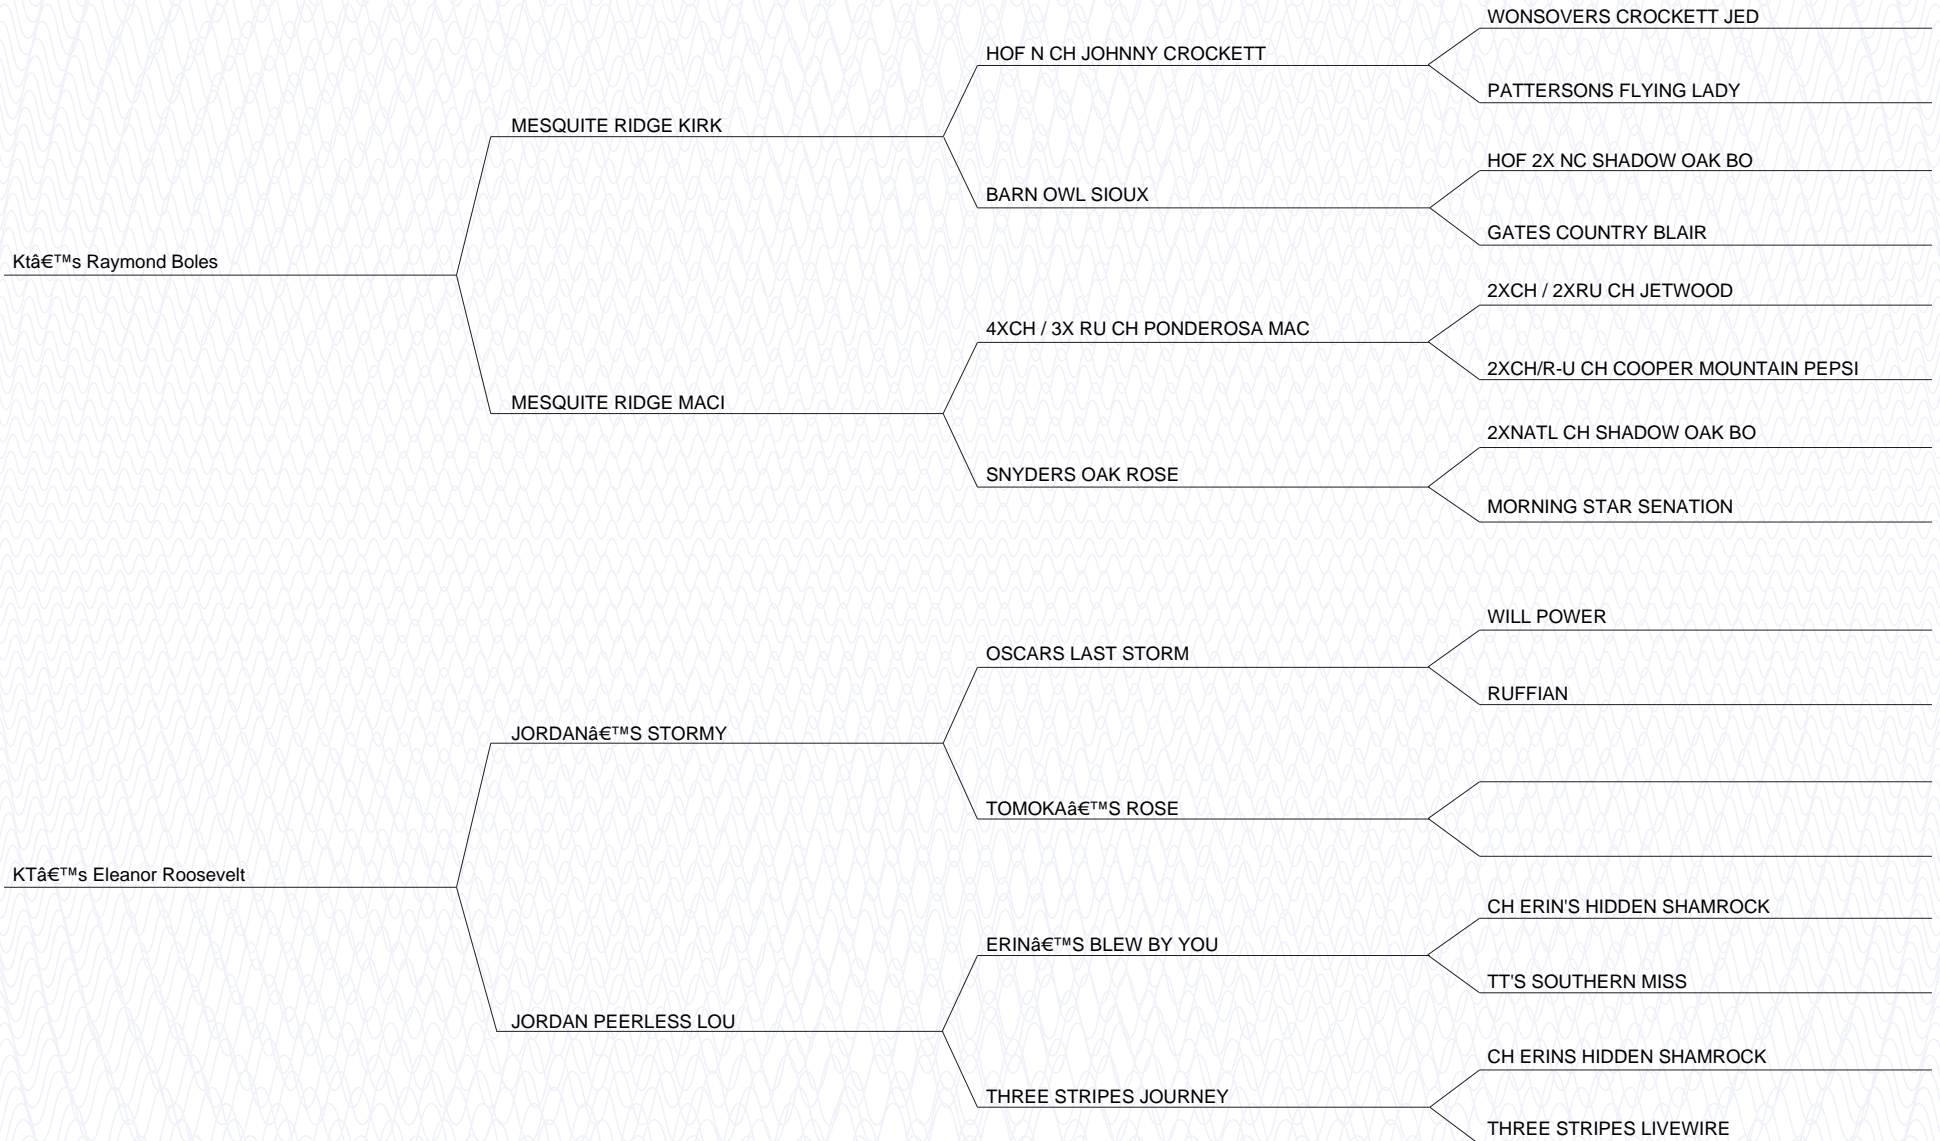 WONSOVERS CROCKETT JED
HOF N CH JOHNNY CROCKETT
PATTERSONS FLYING LADY
MESQUITE RIDGE KIRK
HOF 2X NC SHADOW OAK BO
BARN OWL SIOUX
GATES COUNTRY BLAIR
Ktâ€™s Raymond Boles
2XCH / 2XRU CH JETWOOD
4XCH / 3X RU CH PONDEROSA MAC
2XCH/R-U CH COOPER MOUNTAIN PEPSI
MESQUITE RIDGE MACI
2XNATL CH SHADOW OAK BO
SNYDERS OAK ROSE
MORNING STAR SENATION
WILL POWER
OSCARS LAST STORM
RUFFIAN
JORDANâ€™S STORMY
TOMOKAâ€™S ROSE
KTâ€™s Eleanor Roosevelt
CH ERIN'S HIDDEN SHAMROCK
ERINâ€™S BLEW BY YOU
TT'S SOUTHERN MISS
JORDAN PEERLESS LOU
CH ERINS HIDDEN SHAMROCK
THREE STRIPES JOURNEY
THREE STRIPES LIVEWIRE